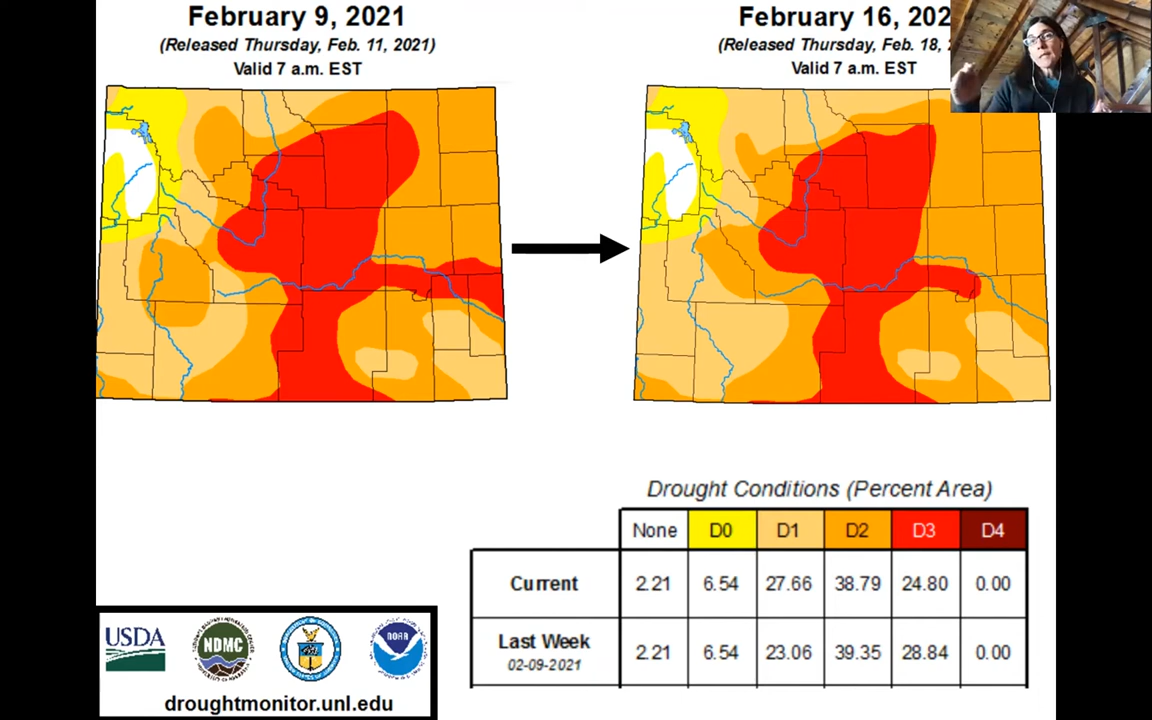 February 9, 2021
(Released Thursday, Feb. 11, 2021)
Valid 7 a.m. EST
February 16, 202
(Released Thursday, Feb. 18,
Valid 7 a.m. EST
Drought Conditions (Percent Area)
None D0 D1 D2 D3 D4
Current 2.21 6.54 27.66 38.79 24.80 0.00
Last Week 2.21 6.54 23.06 39.35 28.84 0.00
02-09-2021
USDA NDMC NOAA
droughtmonitor.unl.edu